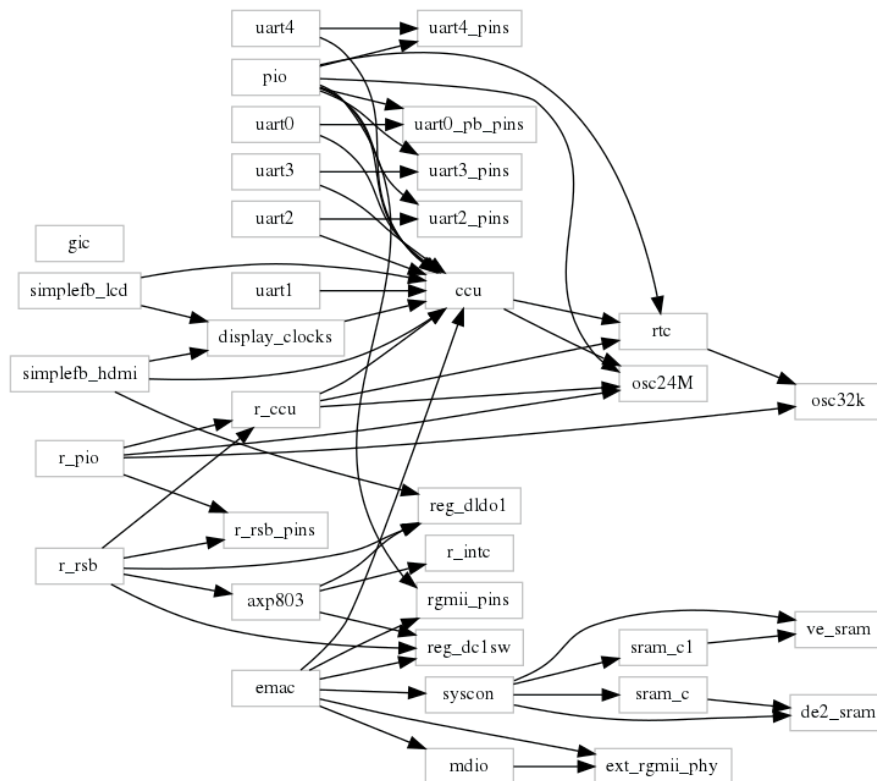 uart4
uart4_pins
pio
uart0
uart0_pb_pins
uart3
uart3_pins
uart2
uart2_pins
gic
simplefb_lcd
uart1
ccu
display_clocks
rtc
simplefb_hdmi
osc24M
osc32k
r_ccu
r_pio
reg_dldo1
r_rsb_pins
r_intc
r_rsb
axp803
rgmii_pins
ve_sram
reg_dc1sw
sram_c1
emac
syscon
sram_c
de2_sram
mdio
ext_rgmii_phy